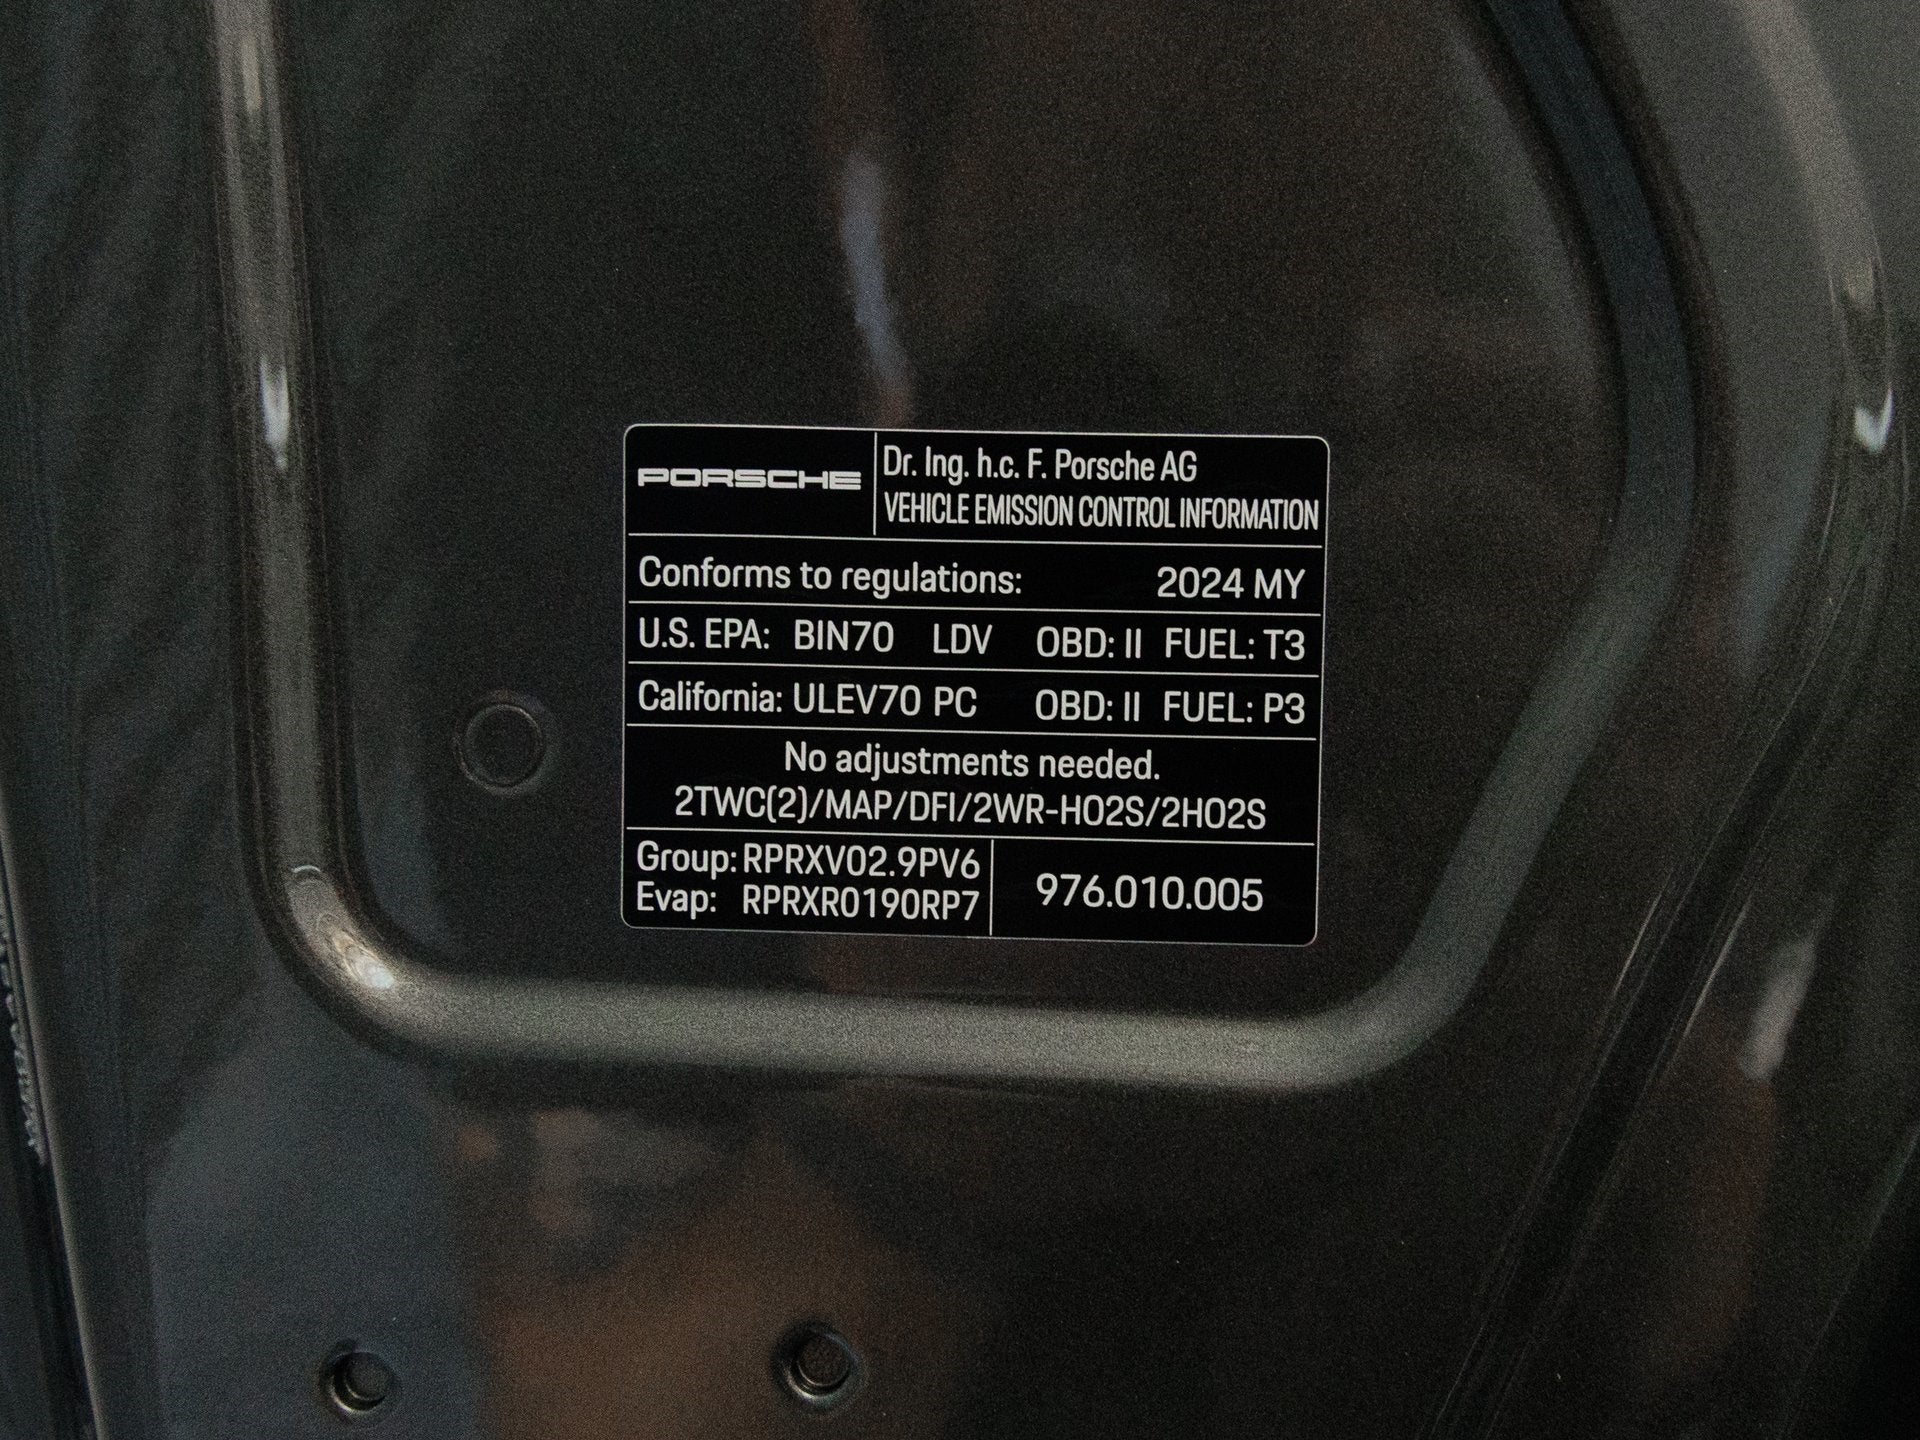 PORSCHE
Dr. Ing. h.c. F. Porsche AG
VEHICLE EMISSION CONTROL INFORMATION
Conforms to regulations: 2024 MY
U.S. EPA: BIN70 LDV OBD: II FUEL: T3
California: ULEV70 PC OBD: II FUEL: P3
No adjustments needed.
2TWC(2)/MAP/DFI/2WR-HO2S/2HO2S
Group: RPRXV02.9PV6
Evap: RPRXR0190RP7
976.010.005